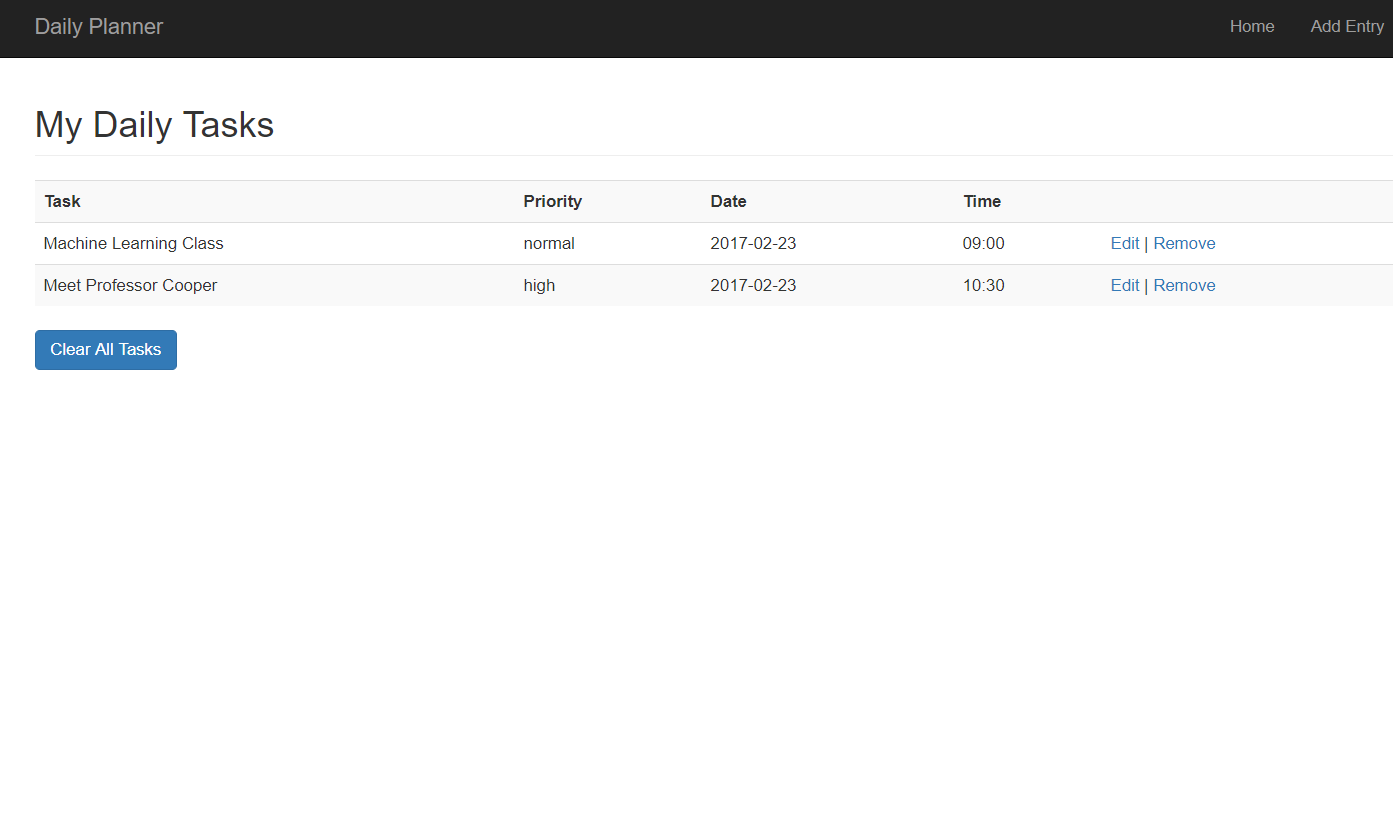 Daily Planner Home Add Entry
My Daily Tasks
Task Priority Date Time
Machine Learning Class normal 2017-02-23 09:00 Edit | Remove
Meet Professor Cooper high 2017-02-23 10:30 Edit | Remove
Clear All Tasks